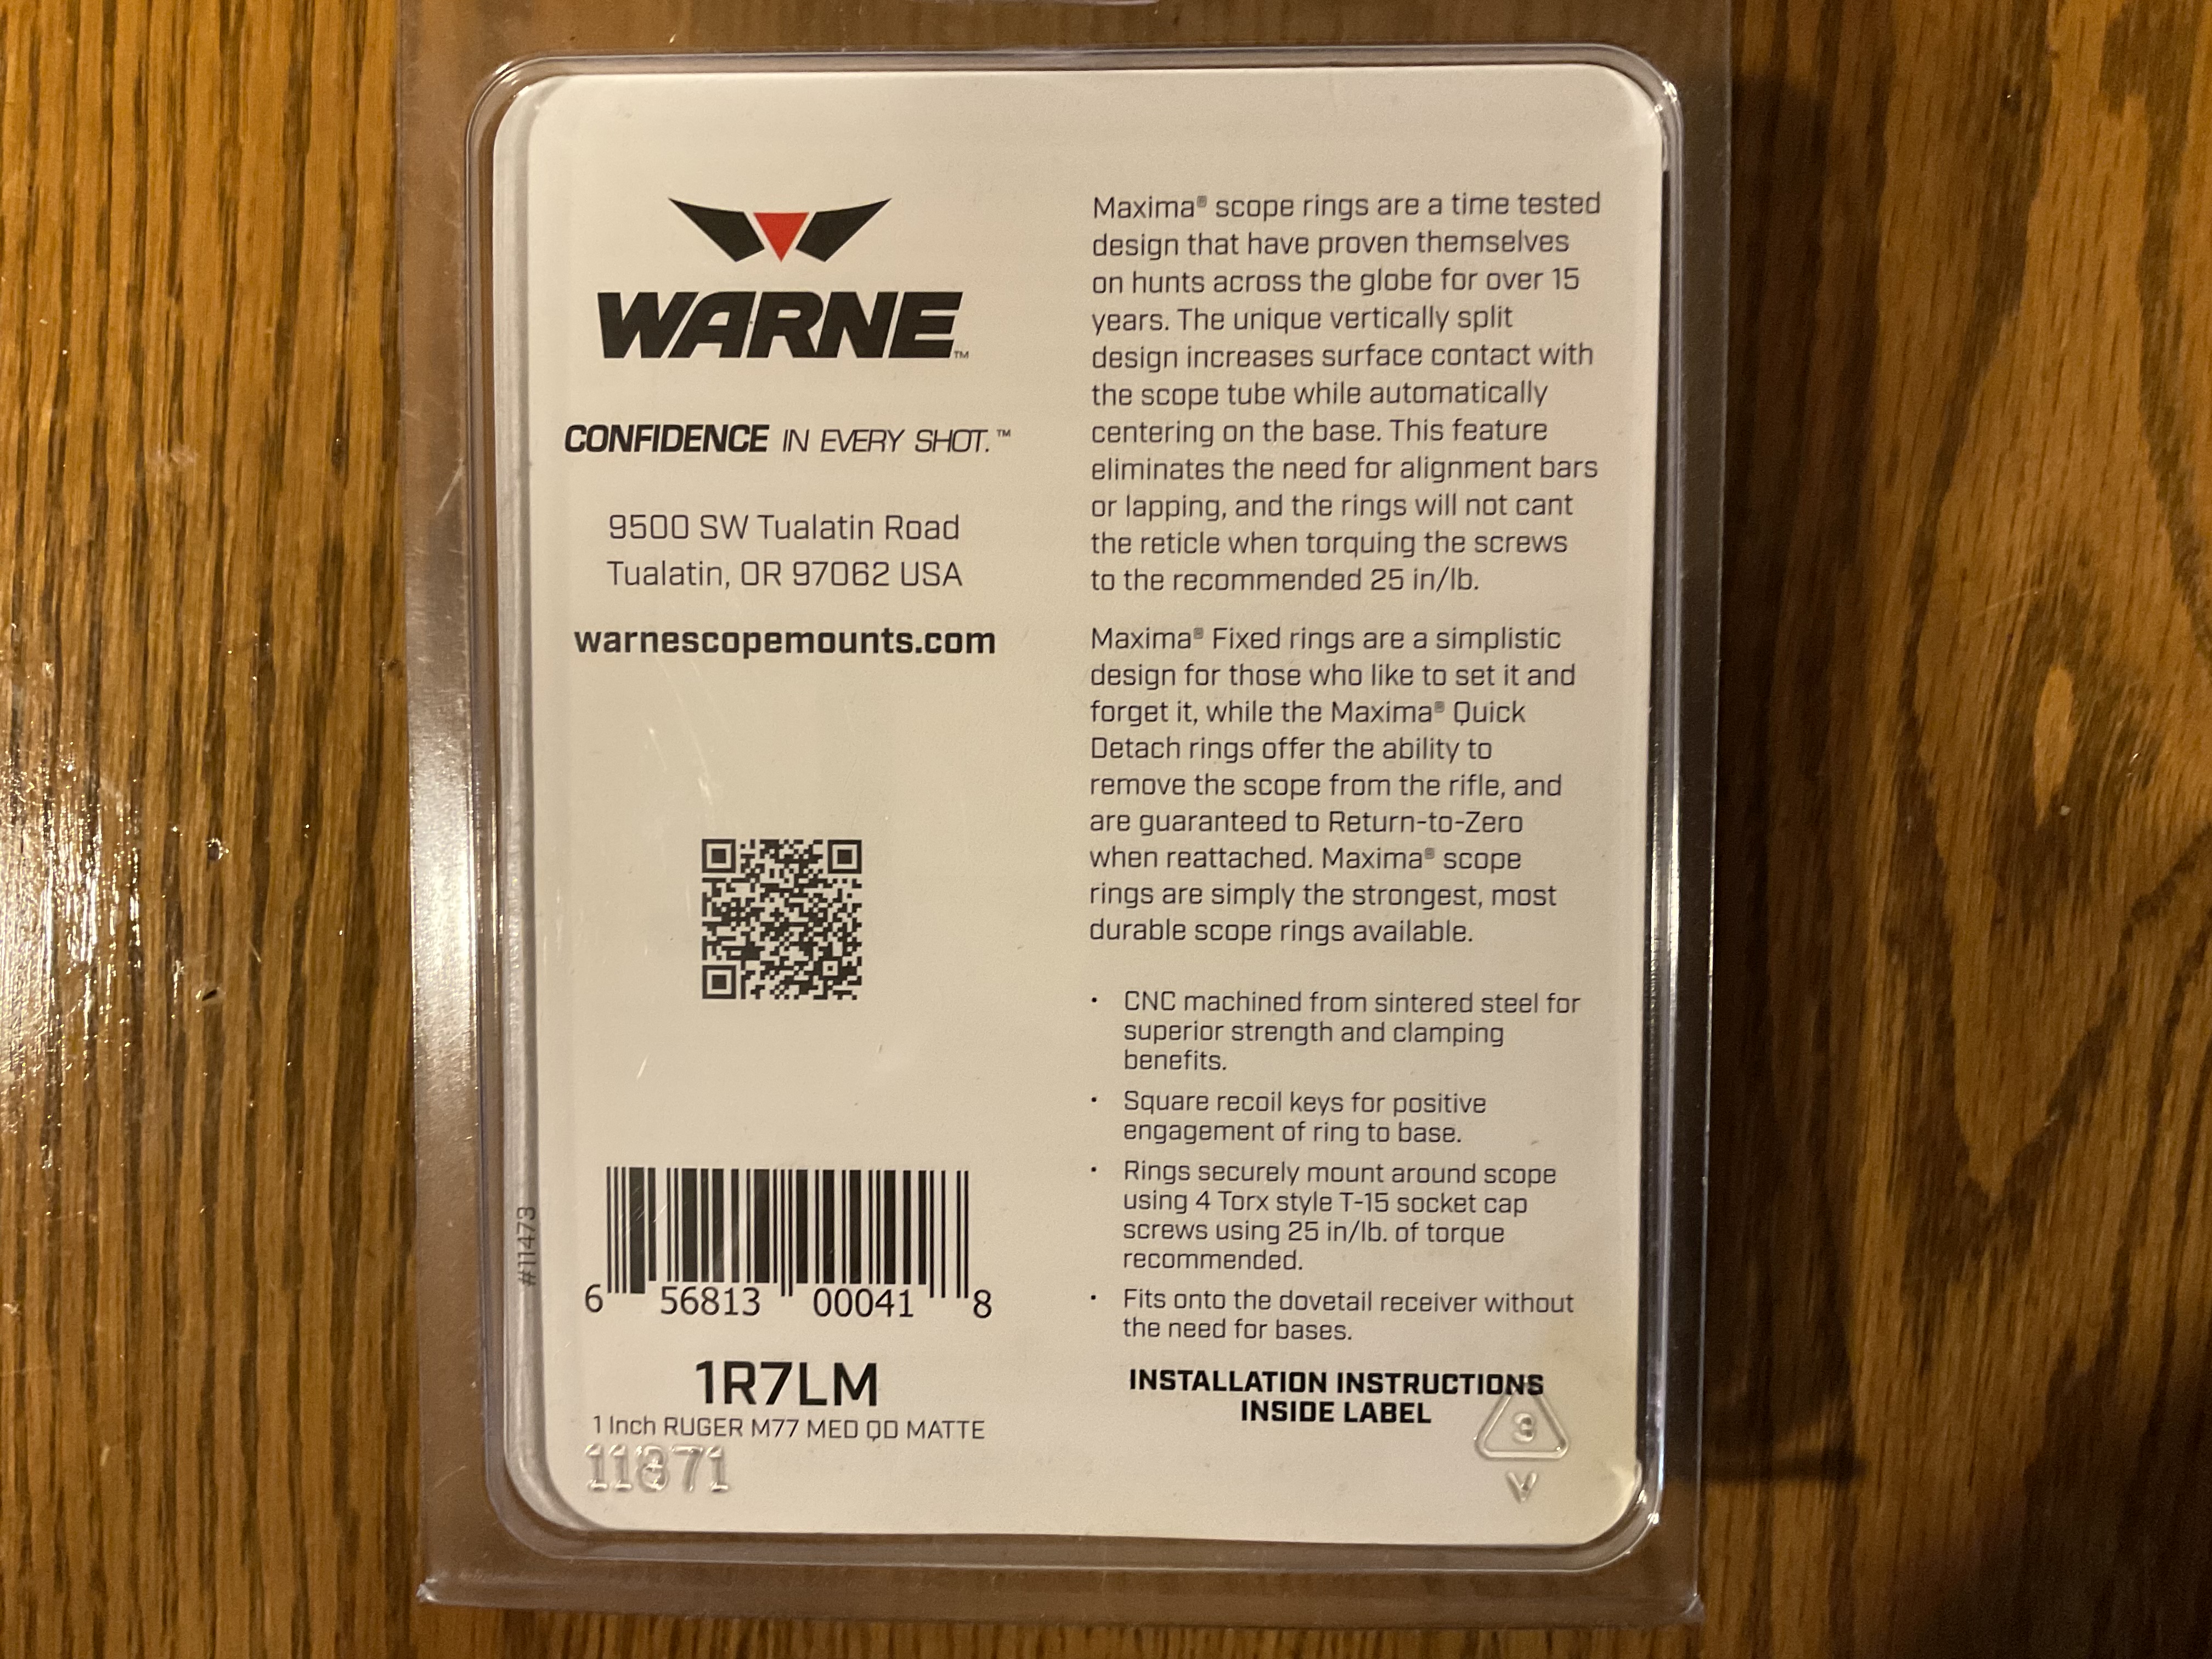 WARNE™
CONFIDENCE IN EVERY SHOT.™
9500 SW Tualatin Road
Tualatin, OR 97062 USA
warnescopemounts.com
#11473
6 56813 00041 8
1R7LM
1 Inch RUGER M77 MED QD MATTE
11871
Maxima® scope rings are a time tested
design that have proven themselves
on hunts across the globe for over 15
years. The unique vertically split
design increases surface contact with
the scope tube while automatically
centering on the base. This feature
eliminates the need for alignment bars
or lapping, and the rings will not cant
the reticle when torquing the screws
to the recommended 25 in/lb.
Maxima® Fixed rings are a simplistic
design for those who like to set it and
forget it, while the Maxima® Quick
Detach rings offer the ability to
remove the scope from the rifle, and
are guaranteed to Return-to-Zero
when reattached. Maxima® scope
rings are simply the strongest, most
durable scope rings available.
• CNC machined from sintered steel for
superior strength and clamping
benefits.
• Square recoil keys for positive
engagement of ring to base.
• Rings securely mount around scope
using 4 Torx style T-15 socket cap
screws using 25 in/lb. of torque
recommended.
• Fits onto the dovetail receiver without
the need for bases.
INSTALLATION INSTRUCTIONS
INSIDE LABEL
3
V